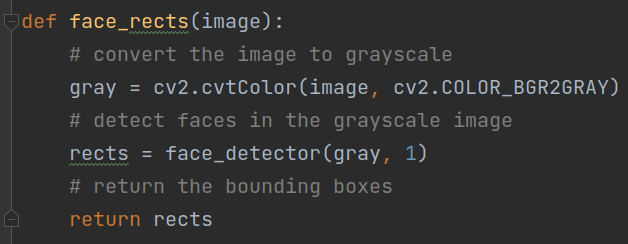 def face_rects(image):
    # convert the image to grayscale
    gray = cv2.cvtColor(image, cv2.COLOR_BGR2GRAY)
    # detect faces in the grayscale image
    rects = face_detector(gray, 1)
    # return the bounding boxes
    return rects